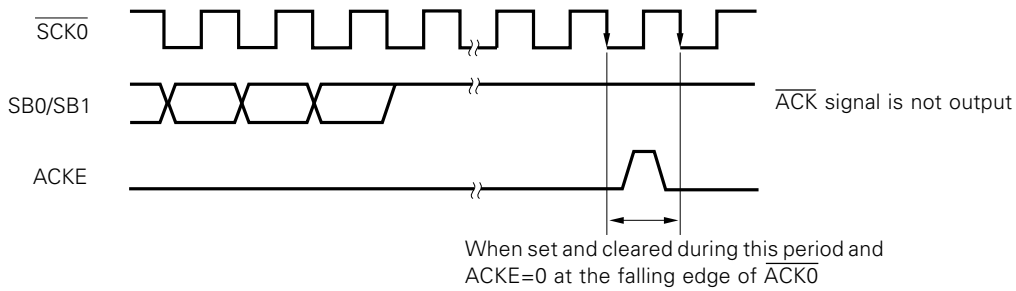 SCK0
SB0/SB1
ACK signal is not output
ACKE
When set and cleared during this period and
ACKE=0 at the falling edge of ACK0